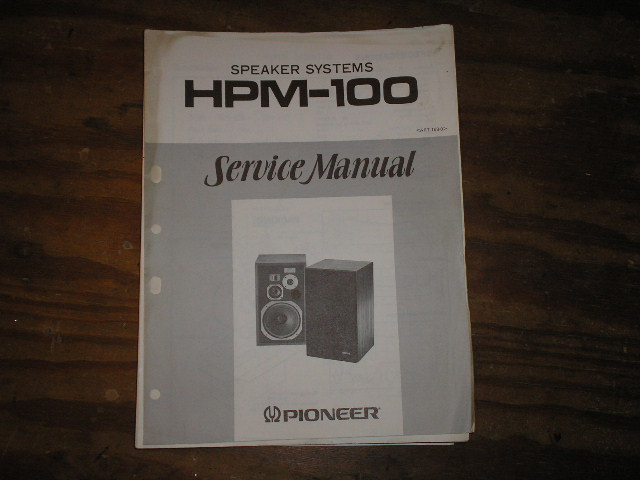 SPEAKER SYSTEMS
HPM-100
Service Manual
PIONEER